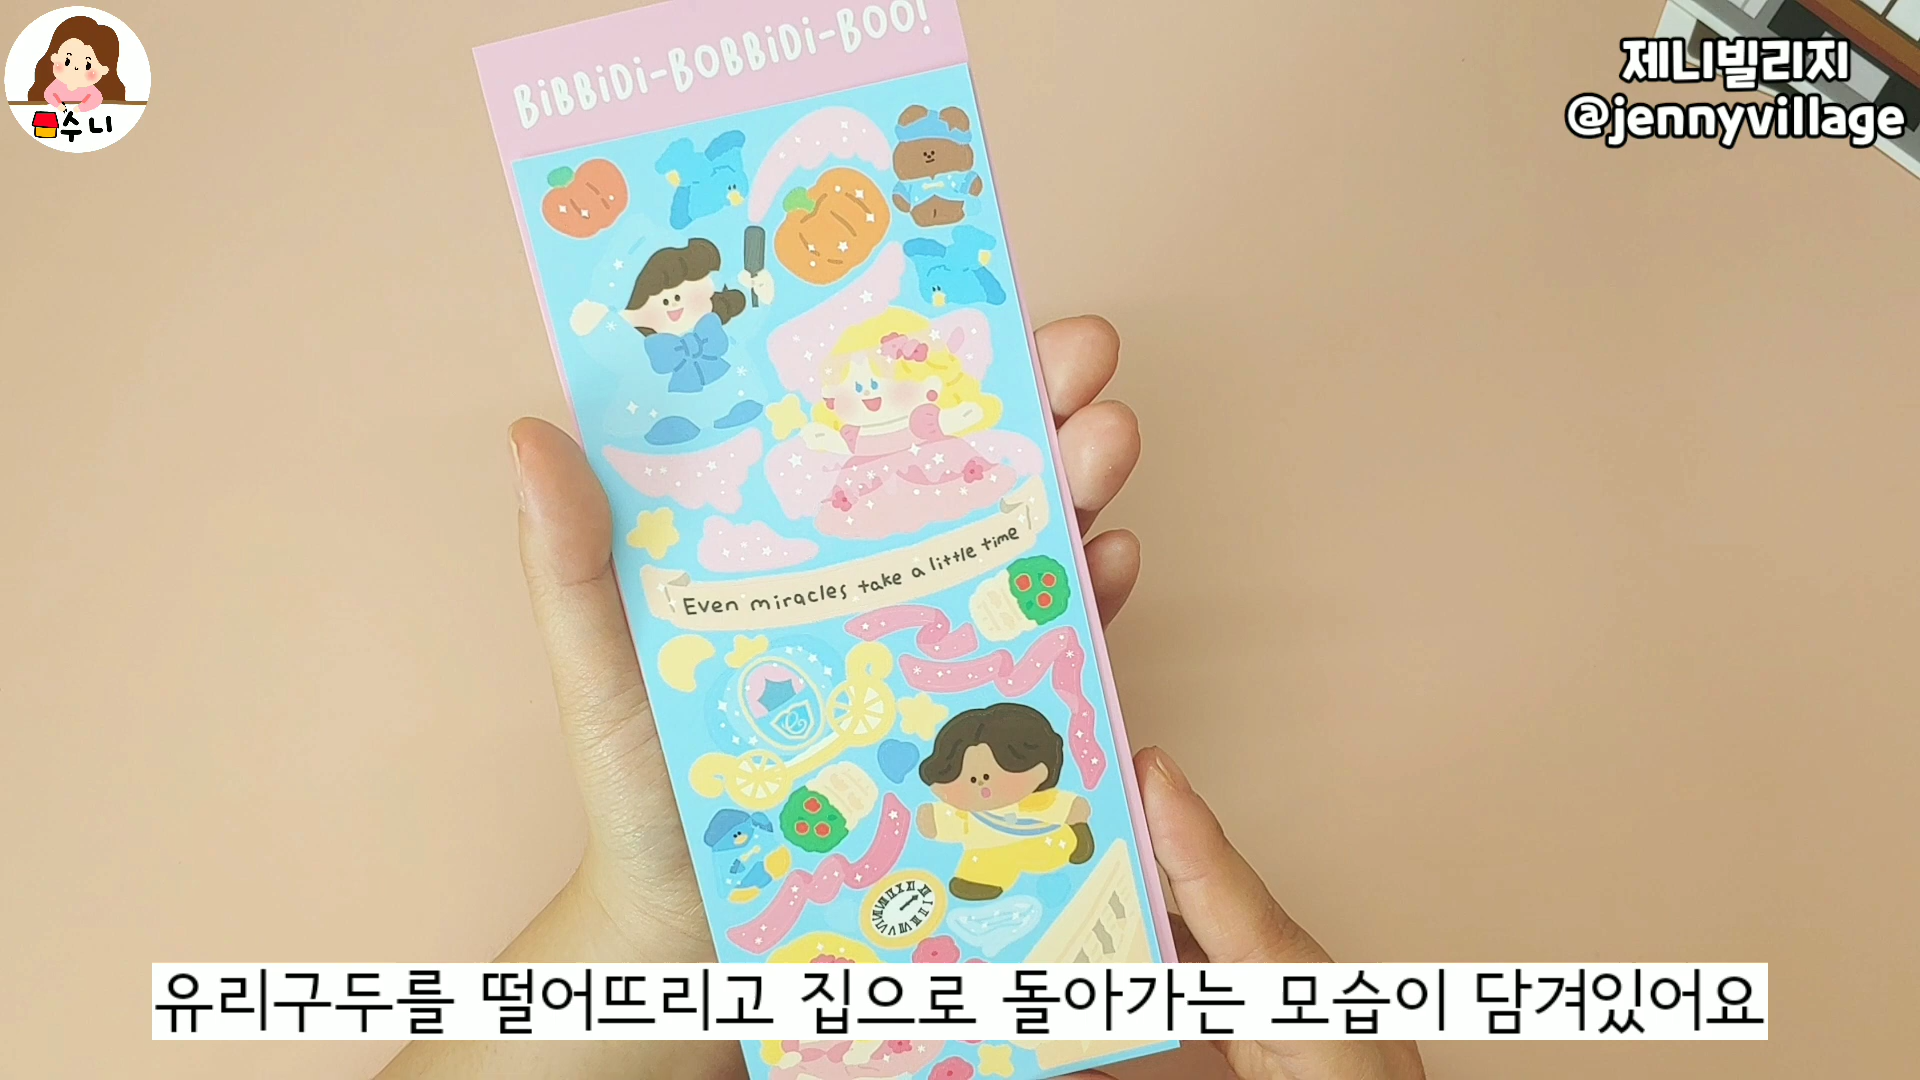 수니
제니빌리지
@jennyvillage
BiBBiDi-BOBBiDi-BOO!
Even miracles take a little time
유리구두를 떨어뜨리고 집으로 돌아가는 모습이 담겨있어요